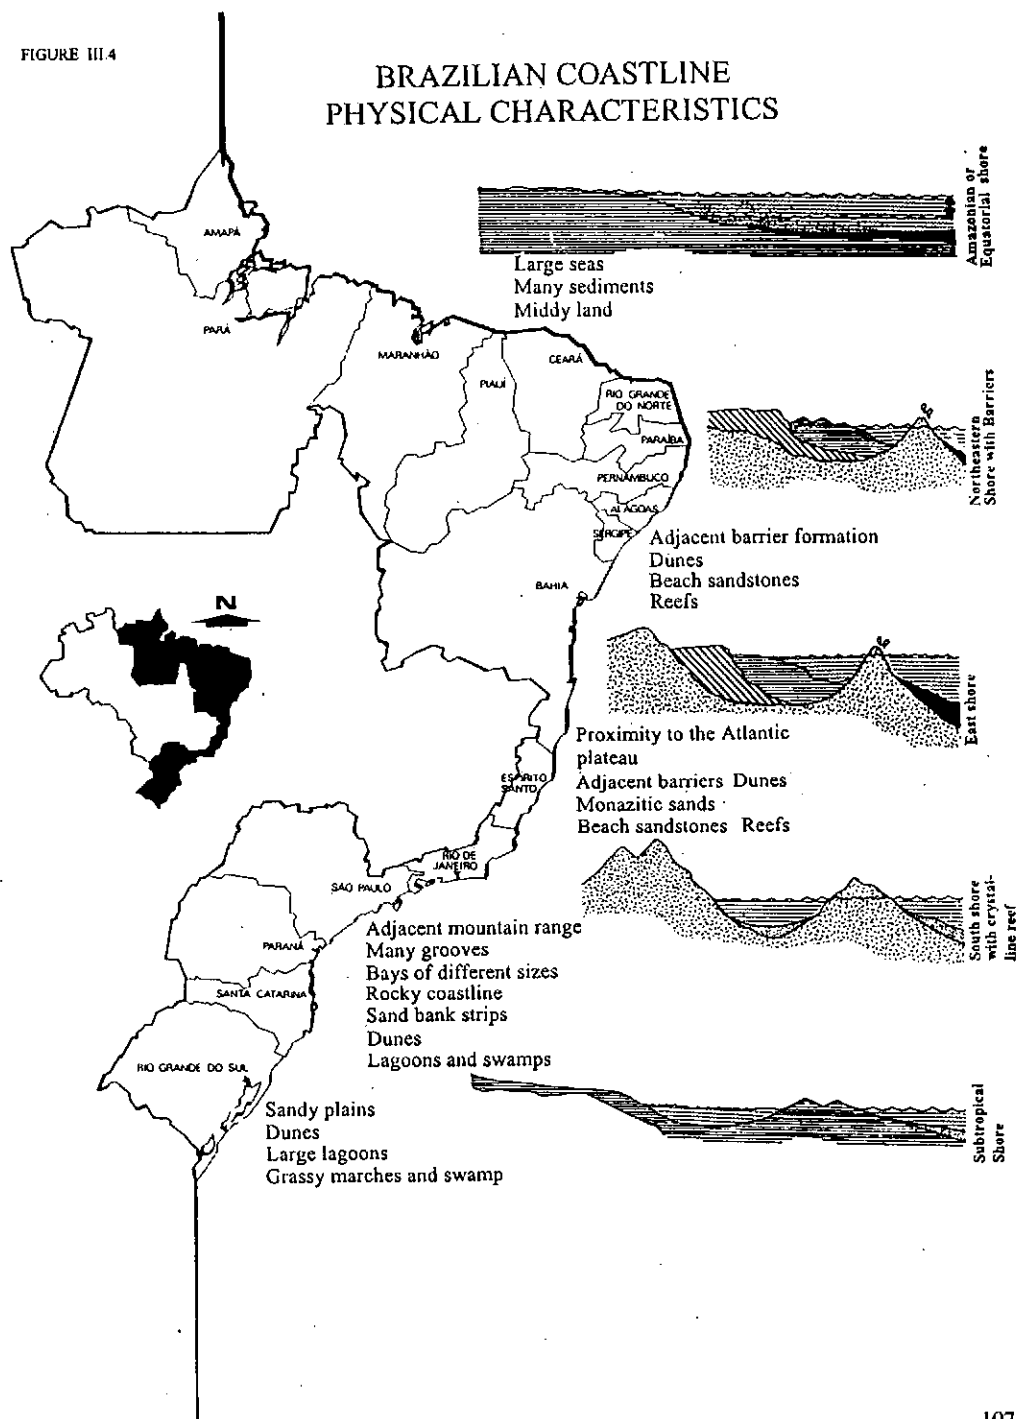 FIGURE III.4
BRAZILIAN COASTLINE
PHYSICAL CHARACTERISTICS
Amazonian or
Equatorial shore
AMAPÁ
Large seas
Many sediments
Middy land
PARÁ
MARANHÃO
CEARÁ
PIAUÍ
RIO GRANDE
DO NORTE
Northeastern
Shore with Barriers
PARAÍBA
PERNAMBUCO
ALAGOAS
SERGIPE
Adjacent barrier formation
Dunes
Beach sandstones
Reefs
BAHIA
N
East shore
Proximity to the Atlantic
plateau
Adjacent barriers Dunes
Monazitic sands
Beach sandstones Reefs
ESPÍRITO
SANTO
RIO DE
JANEIRO
SÃO PAULO
South shore
with crystal-
line reef
Adjacent mountain range
Many grooves
Bays of different sizes
Rocky coastline
Sand bank strips
Dunes
Lagoons and swamps
PARANÁ
SANTA CATARINA
RIO GRANDE DO SUL
Subtropical
Shore
Sandy plains
Dunes
Large lagoons
Grassy marches and swamp
107